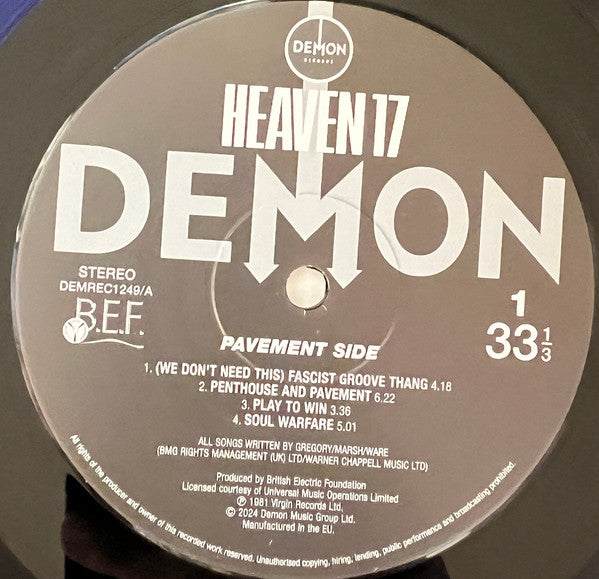 DEMON
RECORDS
HEAVEN 17
DEMON
STEREO
DEMREC1249/A
B.E.F.
1
33 1/3
PAVEMENT SIDE
1. (WE DON'T NEED THIS) FASCIST GROOVE THANG 4.18
2. PENTHOUSE AND PAVEMENT 6.22
3. PLAY TO WIN 3.36
4. SOUL WARFARE 5.01
ALL SONGS WRITTEN BY GREGORY/MARSH/WARE
(BMG RIGHTS MANAGEMENT (UK) LTD/WARNER CHAPPELL MUSIC LTD)
Produced by British Electric Foundation
Licensed courtesy of Universal Music Operations Limited
℗ 1981 Virgin Records Ltd.
© 2024 Demon Music Group Ltd.
Manufactured in the EU.
All rights of the producer and owner of this recorded work reserved. Unauthorised copying, hiring, lending, public performance and broadcasting prohibited.